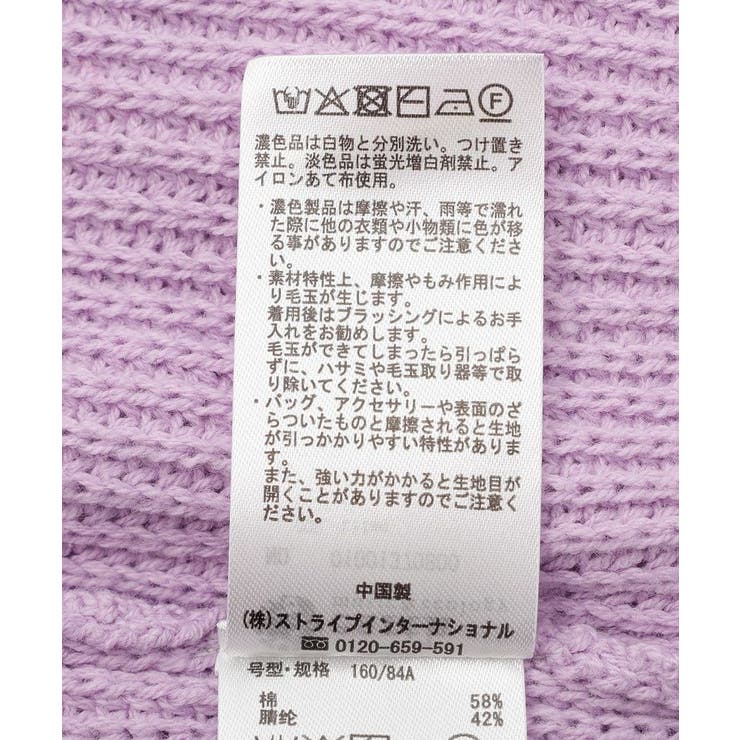 濃色品は白物と分別洗い。つけ置き
禁止。淡色品は蛍光増白剤禁止。ア
イロンあて布使用。
・濃色製品は摩擦や汗、雨等で濡れ
た際に他の衣類や小物類に色が移
る事がありますのでご注意くださ
い。
・素材特性上、摩擦やもみ作用によ
り毛玉が生じます。
着用後はブラッシングによるお手
入れをお勧めします。
毛玉ができてしまったら引っぱら
ずに、ハサミや毛玉取り器等で取
り除いてください。
・バッグ、アクセサリーや表面のざ
らついたものと摩擦されると生地
が引っかかりやすい特性がありま
す。
また、強い力がかかると生地目が
開くことがありますのでご注意く
ださい。
中国製
(株)ストライプインターナショナル
0120-659-591
号型·规格 160/84A
棉 58%
腈纶 42%